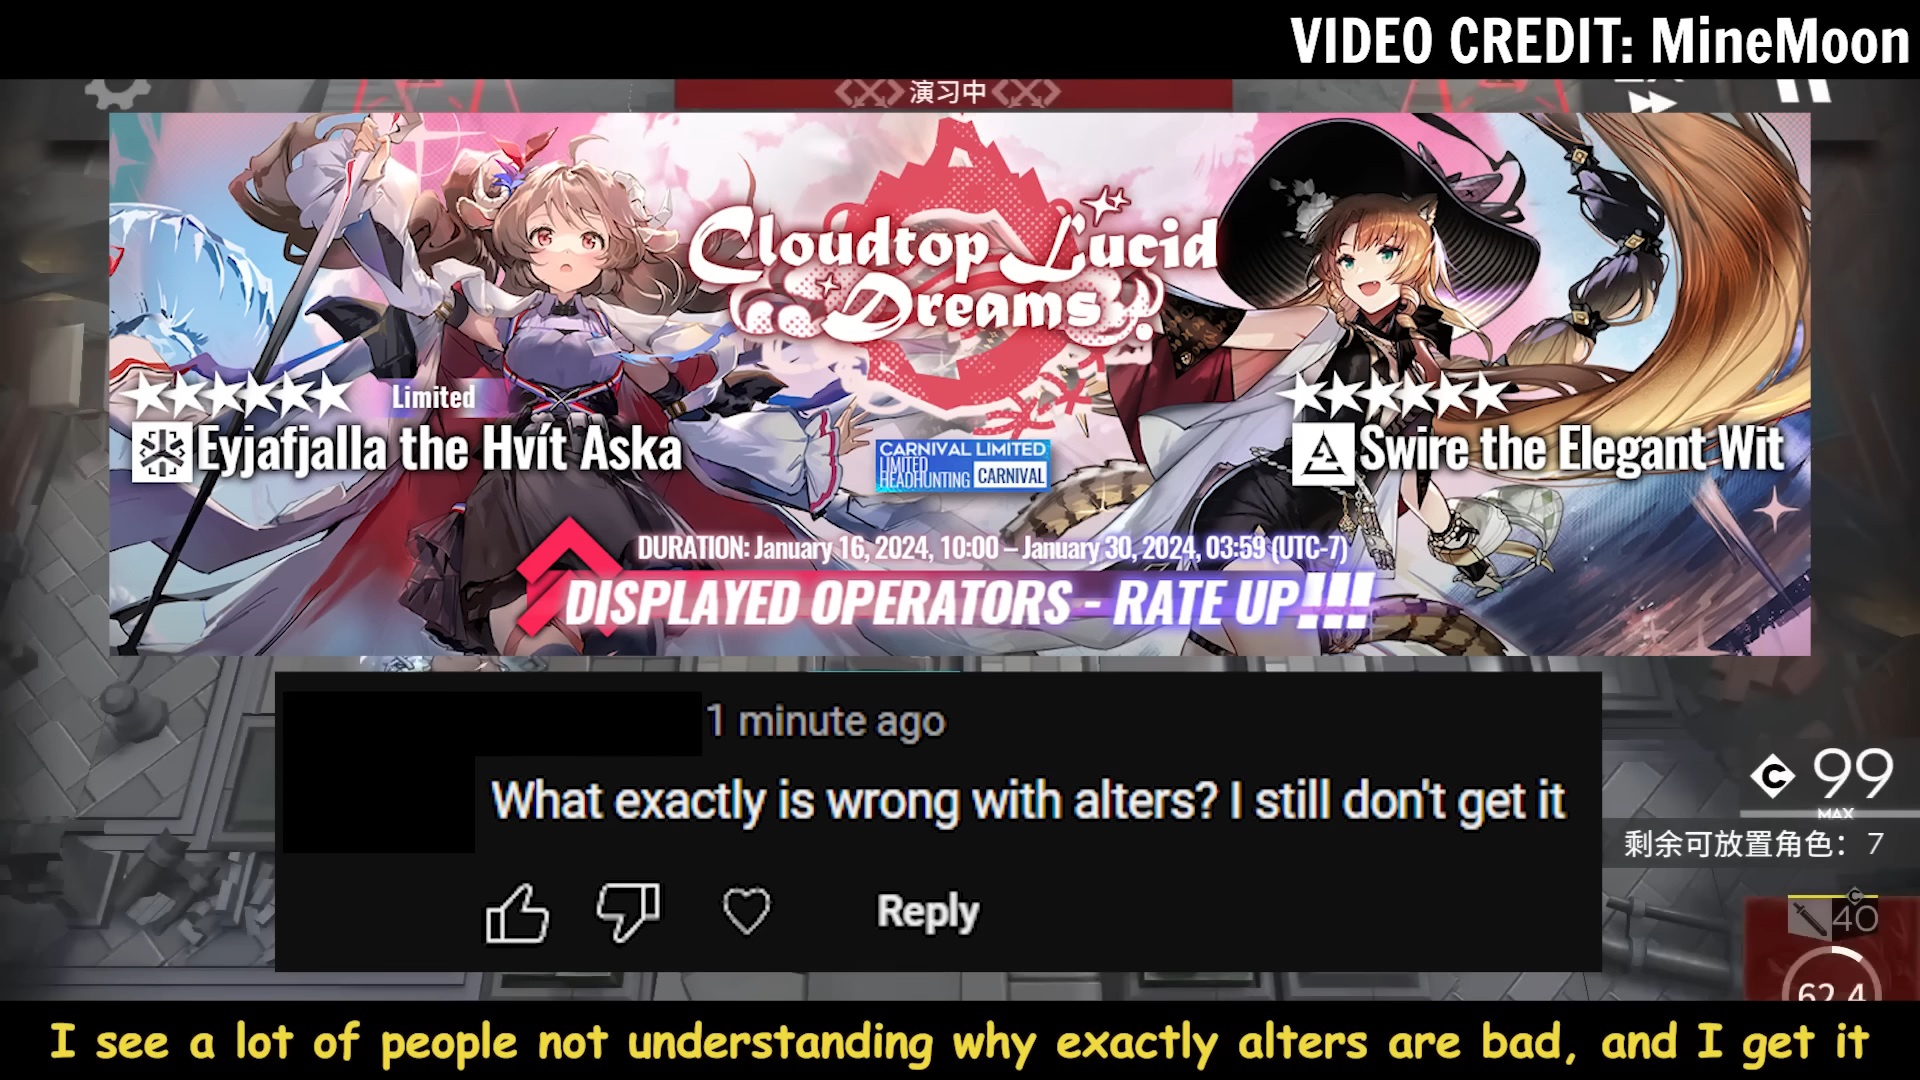 VIDEO CREDIT: MineMoon
演习中
Cloudtop Lucid
Dreams
Limited
Eyjafjalla the Hvít Aska
Swire the Elegant Wit
CARNIVAL LIMITED
LIMITED
HEADHUNTING CARNIVAL
DURATION: January 16, 2024, 10:00 – January 30, 2024, 03:59 (UTC-7)
DISPLAYED OPERATORS - RATE UP!!!
1 minute ago
What exactly is wrong with alters? I still don't get it
Reply
C 99
MAX
剩余可放置角色：7
C
40
62.4
I see a lot of people not understanding why exactly alters are bad, and I get it